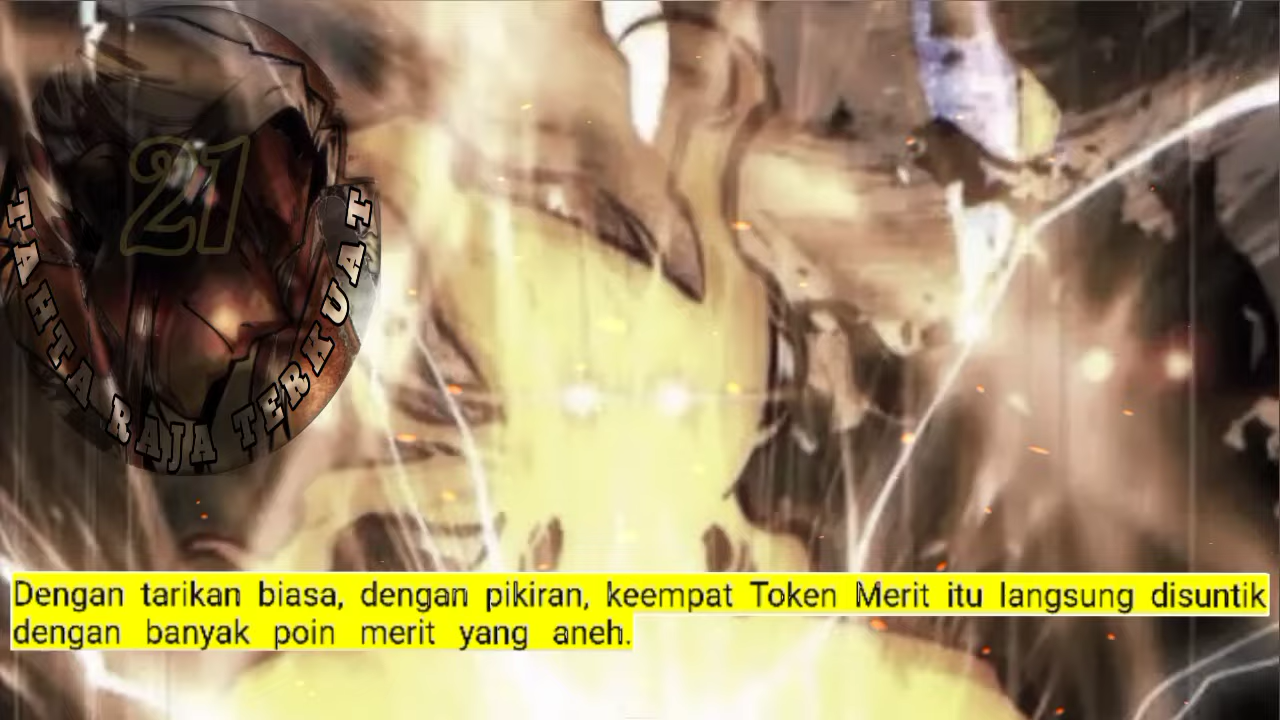 21
TAHTA RAJA TERKUAT
Dengan tarikan biasa, dengan pikiran, keempat Token Merit itu langsung disuntik
dengan banyak poin merit yang aneh.